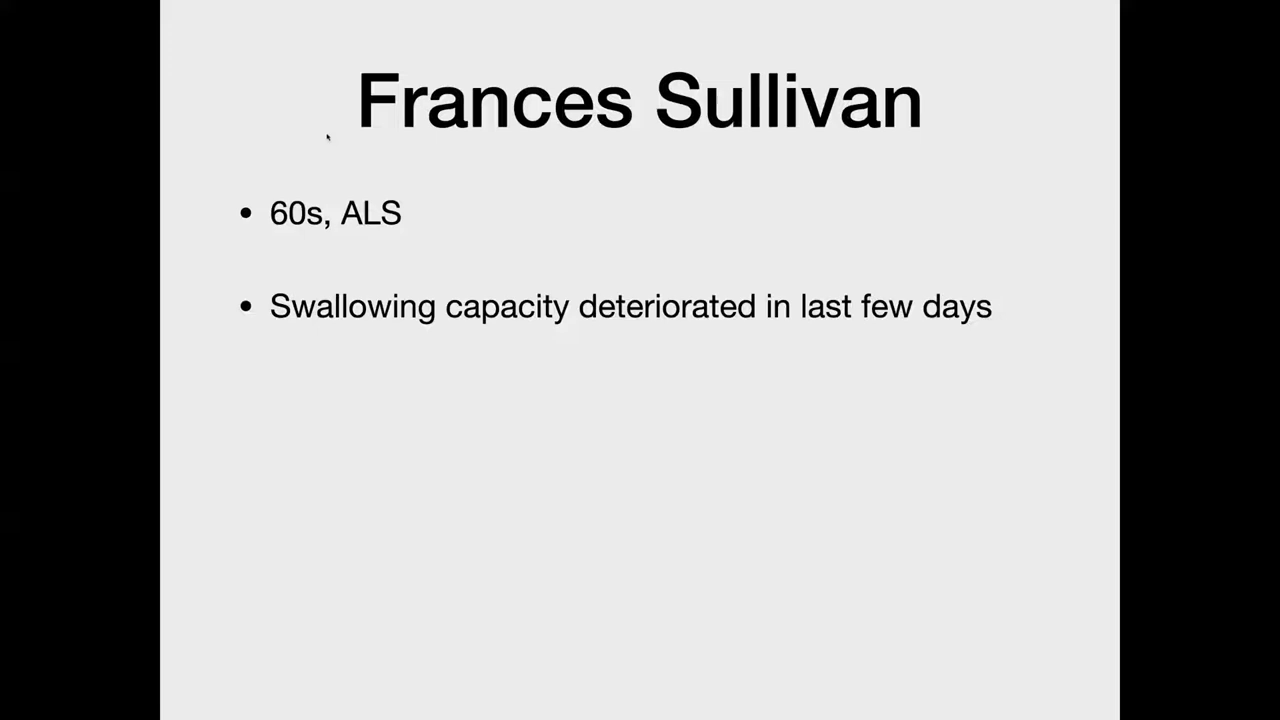 Frances Sullivan
• 60s, ALS
• Swallowing capacity deteriorated in last few days